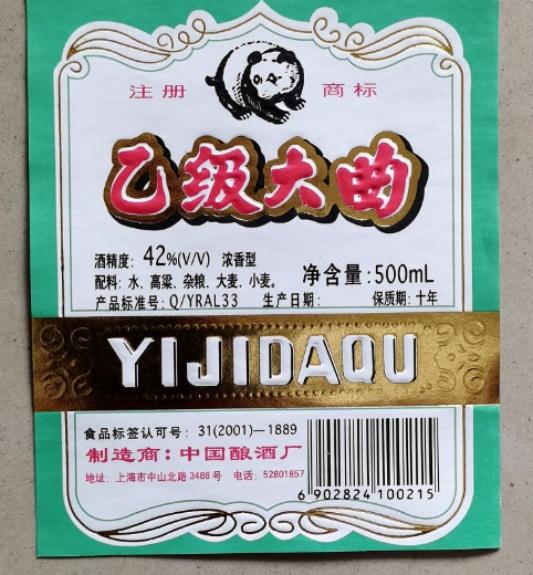 注册 商标
乙级大曲
酒精度: 42%(V/V) 浓香型
配料: 水、高粱、杂粮、大麦、小麦。 净含量:500mL
产品标准号: Q/YRAL33 生产日期: 保质期: 十年
YIJIDAQU
食品标签认可号: 31(2001)—1889
制造商: 中国酿酒厂
地址: 上海市中山北路3488号 电话: 52801857
6 902824 100215